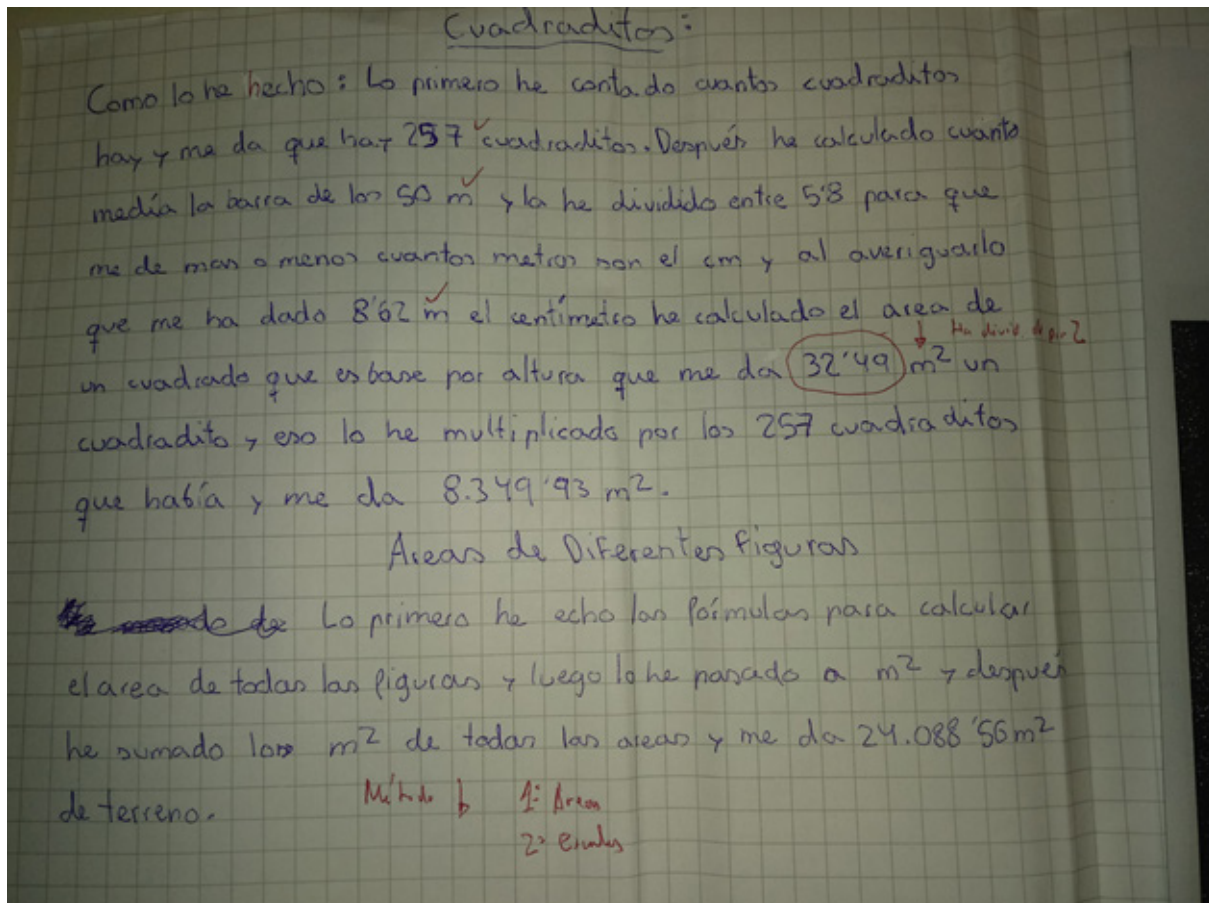 Cuadraditos:
Como lo he hecho: Lo primero he contado cuantos cuadraditos
hay y me da que hay 257 cuadraditos. Después he calculado cuanto
medía la barra de los 50 m y la he dividido entre 5'8 para que
me de mas o menos cuantos metros son el cm y al averiguarlo
que me ha dado 8'62 m el centímetro he calculado el area de
Ha divid por 2
un cuadrado que es base por altura que me da 32'49 m² un
cuadradito y eso lo he multiplicado por los 257 cuadraditos
que había y me da 8.349'93 m².
Areas de Diferentes Figuras
Lo primero he echo las fórmulas para calcular
el area de todas las figuras y luego lo he pasado a m² y después
he sumado los m² de todas las areas y me da 24.088'56 m²
de terreno.
Método b 1º Areas
2º